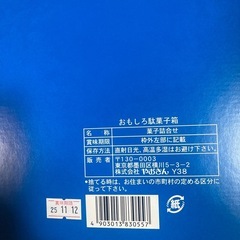 おもしろ駄菓子箱
名称 菓子詰合せ
賞味期限 枠外左部に記載
保存方法 直射日光、高温多湿はお避け下さい
販売者 〒130-0003
東京都墨田区横川5-3-2
株式会社 やおきん Y38
*捨てる時は、お住まいの市町村の定める区分に従って下さい。
賞味期限
25.11.12
紙
4903013830557